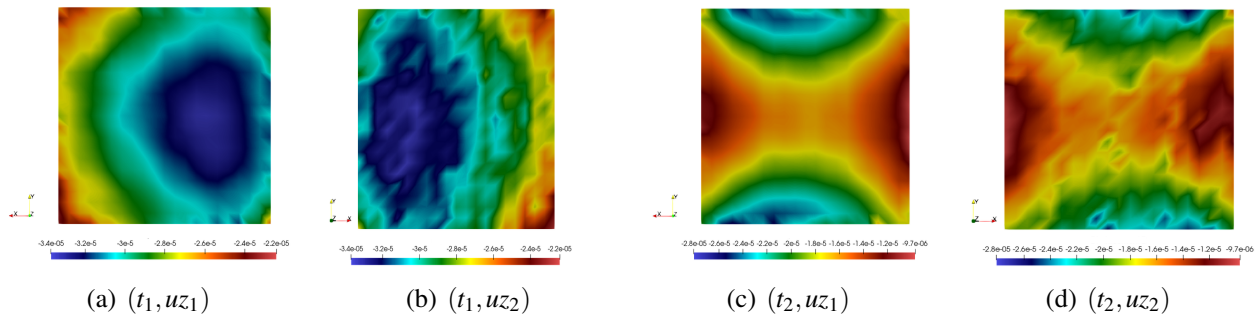 Y X Z
Y Z X
Y X Z
Y Z X
-3.4e-05 -3.2e-5 -3e-5 -2.8e-5 -2.6e-5 -2.4e-5 -2.2e-05
-3.4e-05 -3.2e-5 -3e-5 -2.8e-5 -2.6e-5 -2.4e-5 -2.2e-05
-2.8e-05 -2.6e-5 -2.4e-5 -2.2e-5 -2e-5 -1.8e-5 -1.6e-5 -1.4e-5 -1.2e-5 -9.7e-06
-2.8e-05 -2.6e-5 -2.4e-5 -2.2e-5 -2e-5 -1.8e-5 -1.6e-5 -1.4e-5 -1.2e-5 -9.7e-06
(a) (t₁,uz₁)
(b) (t₁,uz₂)
(c) (t₂,uz₁)
(d) (t₂,uz₂)